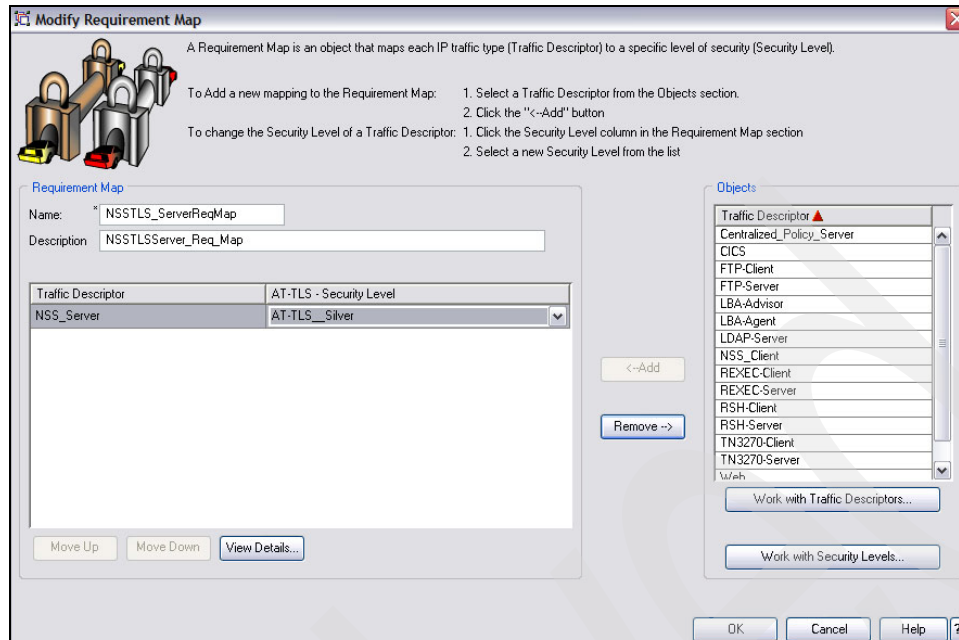 Modify Requirement Map
A Requirement Map is an object that maps each IP traffic type (Traffic Descriptor) to a specific level of security (Security Level).
To Add a new mapping to the Requirement Map: 1. Select a Traffic Descriptor from the Objects section.
2. Click the "<--Add" button
To change the Security Level of a Traffic Descriptor: 1. Click the Security Level column in the Requirement Map section
2. Select a new Security Level from the list
Requirement Map
Name: * NSSTLS_ServerReqMap
Description NSSTLSServer_Req_Map
Traffic Descriptor AT-TLS - Security Level
NSS_Server AT-TLS__Silver
Move Up Move Down View Details...
<--Add
Remove -->
Objects
Traffic Descriptor
Centralized_Policy_Server
CICS
FTP-Client
FTP-Server
LBA-Advisor
LBA-Agent
LDAP-Server
NSS_Client
REXEC-Client
REXEC-Server
RSH-Client
RSH-Server
TN3270-Client
TN3270-Server
Web
Work with Traffic Descriptors...
Work with Security Levels...
OK Cancel Help ?